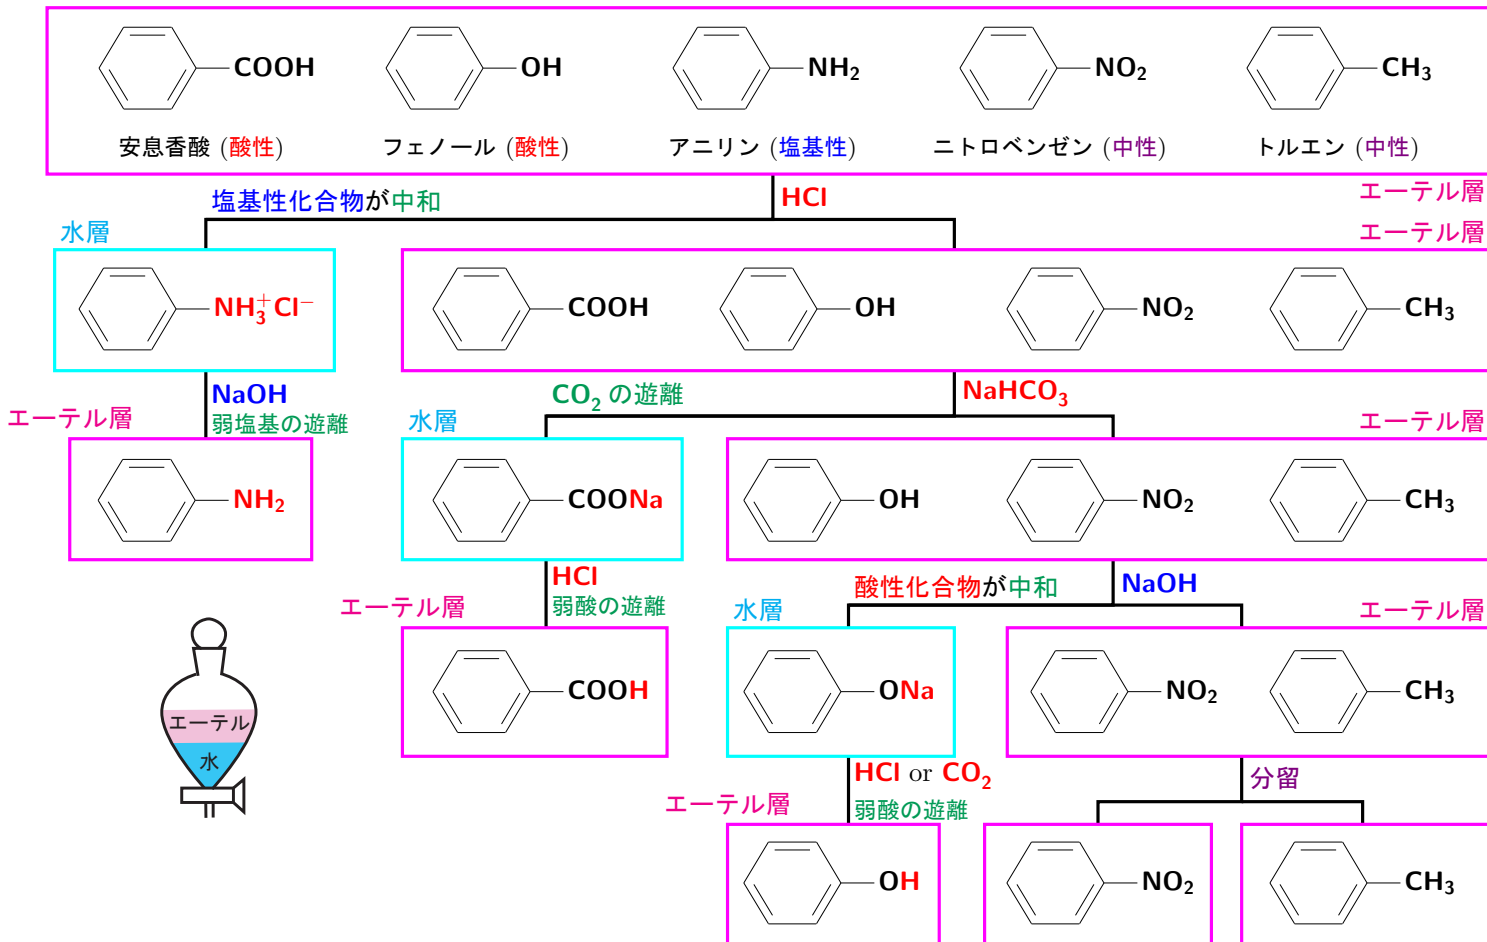 COOH OH NH₂ NO₂ CH₃
安息香酸 (酸性) フェノール (酸性) アニリン (塩基性) ニトロベンゼン (中性) トルエン (中性)
塩基性化合物が中和 HCl エーテル層
水層 エーテル層
NH₃⁺Cl⁻ COOH OH NO₂ CH₃
NaOH
弱塩基の遊離
CO₂ の遊離 NaHCO₃
エーテル層 水層 エーテル層
NH₂ COONa OH NO₂ CH₃
HCl
弱酸の遊離
酸性化合物が中和 NaOH
エーテル層 水層 エーテル層
COOH ONa NO₂ CH₃
エーテル
水
HCl or CO₂
弱酸の遊離
分留
エーテル層
OH NO₂ CH₃